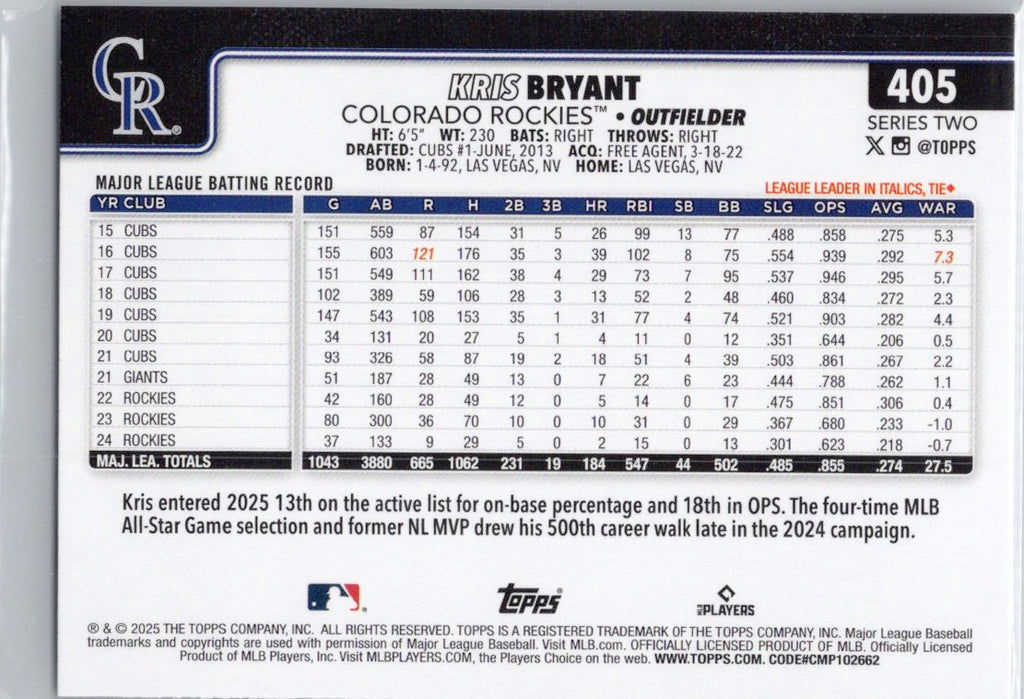 CR®
KRIS BRYANT
405
COLORADO ROCKIES™ • OUTFIELDER
SERIES TWO
HT: 6'5" WT: 230 BATS: RIGHT THROWS: RIGHT
@TOPPS
DRAFTED: CUBS #1-JUNE, 2013 ACQ: FREE AGENT, 3-18-22
BORN: 1-4-92, LAS VEGAS, NV HOME: LAS VEGAS, NV
MAJOR LEAGUE BATTING RECORD
LEAGUE LEADER IN ITALICS, TIE◆
YR CLUB G AB R H 2B 3B HR RBI SB BB SLG OPS AVG WAR
15 CUBS 151 559 87 154 31 5 26 99 13 77 .488 .858 .275 5.3
16 CUBS 155 603 121 176 35 3 39 102 8 75 .554 .939 .292 7.3
17 CUBS 151 549 111 162 38 4 29 73 7 95 .537 .946 .295 5.7
18 CUBS 102 389 59 106 28 3 13 52 2 48 .460 .834 .272 2.3
19 CUBS 147 543 108 153 35 1 31 77 4 74 .521 .903 .282 4.4
20 CUBS 34 131 20 27 5 1 4 11 0 12 .351 .644 .206 0.5
21 CUBS 93 326 58 87 19 2 18 51 4 39 .503 .861 .267 2.2
21 GIANTS 51 187 28 49 13 0 7 22 6 23 .444 .788 .262 1.1
22 ROCKIES 42 160 28 49 12 0 5 14 0 17 .475 .851 .306 0.4
23 ROCKIES 80 300 36 70 10 0 10 31 0 29 .367 .680 .233 -1.0
24 ROCKIES 37 133 9 29 5 0 2 15 0 13 .301 .623 .218 -0.7
MAJ. LEA. TOTALS 1043 3880 665 1062 231 19 184 547 44 502 .485 .855 .274 27.5
Kris entered 2025 13th on the active list for on-base percentage and 18th in OPS. The four-time MLB
All-Star Game selection and former NL MVP drew his 500th career walk late in the 2024 campaign.
Topps®
MLB PLAYERS
® & © 2025 THE TOPPS COMPANY, INC. ALL RIGHTS RESERVED. TOPPS IS A REGISTERED TRADEMARK OF THE TOPPS COMPANY, INC. Major League Baseball
trademarks and copyrights are used with permission of Major League Baseball. Visit MLB.com. OFFICIALLY LICENSED PRODUCT OF MLB. Officially Licensed
Product of MLB Players, Inc. Visit MLBPLAYERS.COM, the Players Choice on the web. WWW.TOPPS.COM. CODE#CMP102662